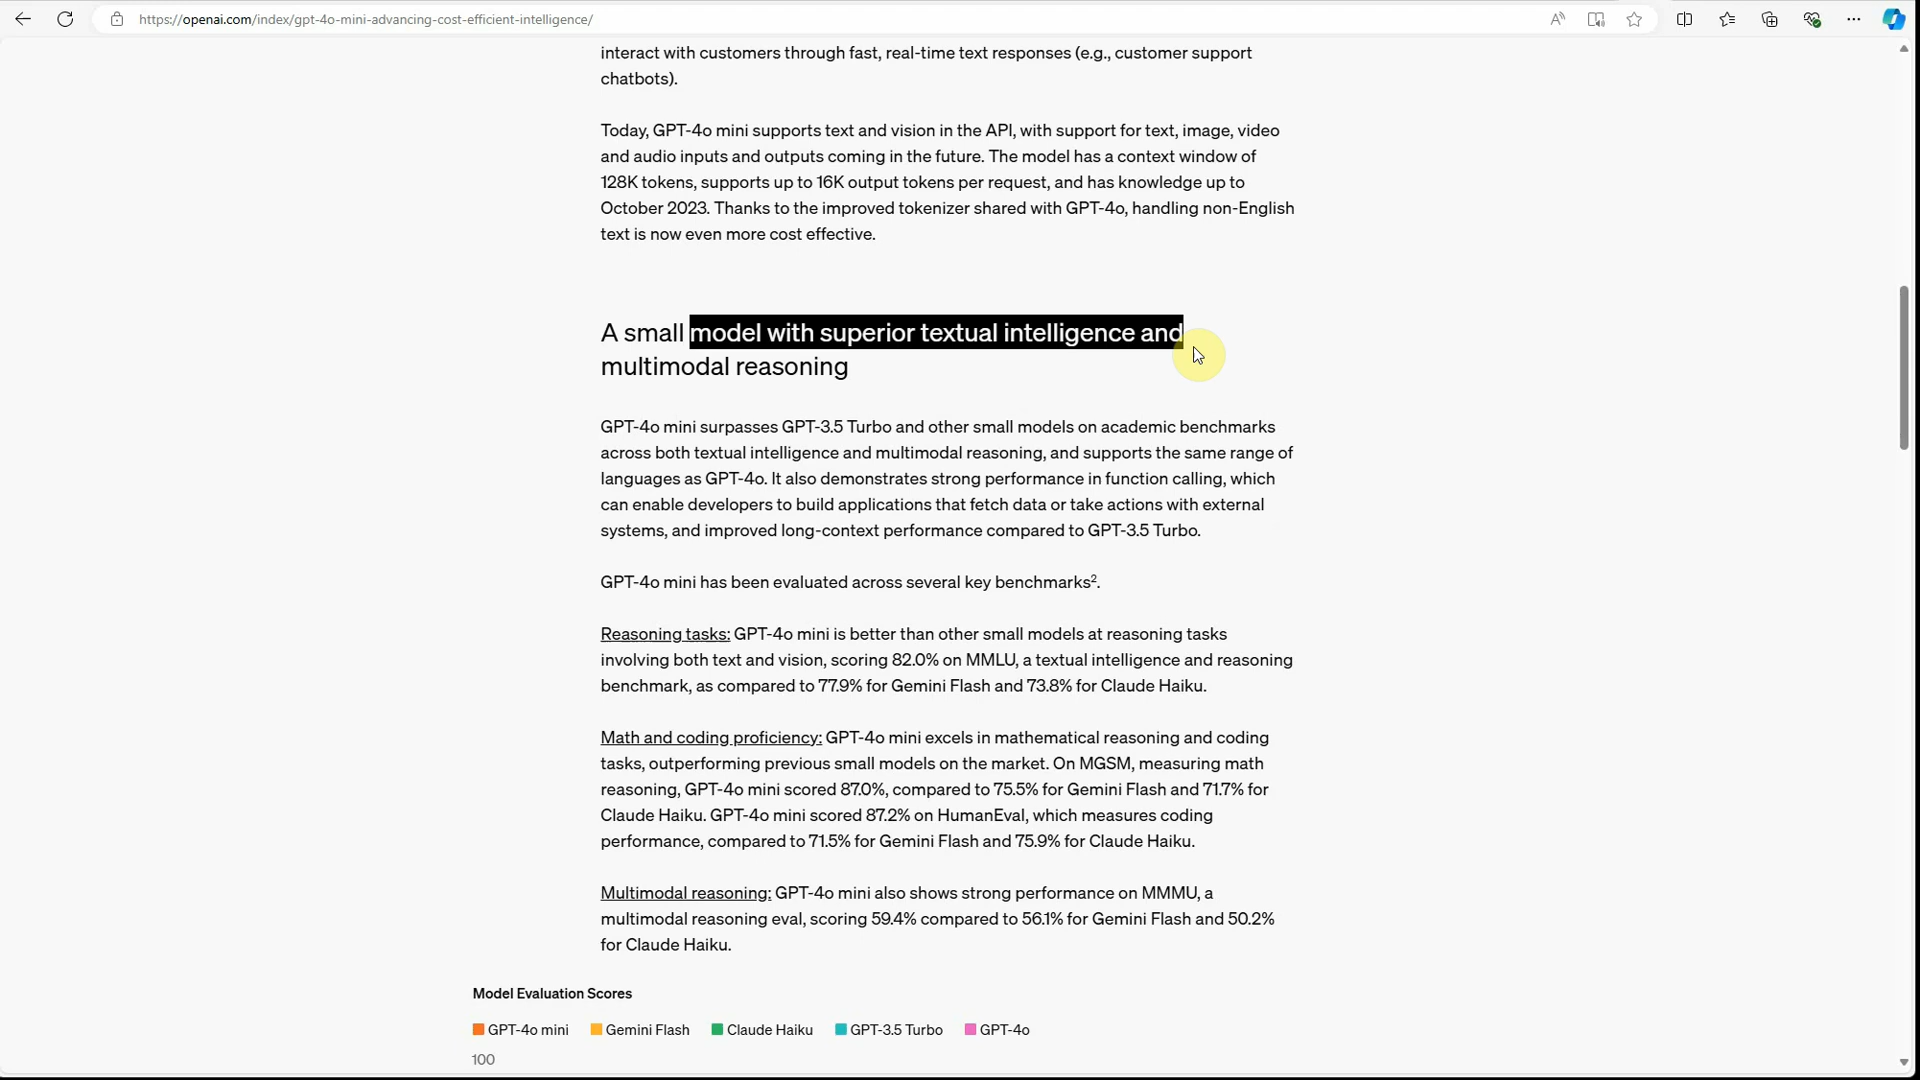 https://openai.com/index/gpt-4o-mini-advancing-cost-efficient-intelligence/
interact with customers through fast, real-time text responses (e.g., customer support
chatbots).
Today, GPT-4o mini supports text and vision in the API, with support for text, image, video
and audio inputs and outputs coming in the future. The model has a context window of
128K tokens, supports up to 16K output tokens per request, and has knowledge up to
October 2023. Thanks to the improved tokenizer shared with GPT-4o, handling non-English
text is now even more cost effective.
A small model with superior textual intelligence and
multimodal reasoning
GPT-4o mini surpasses GPT-3.5 Turbo and other small models on academic benchmarks
across both textual intelligence and multimodal reasoning, and supports the same range of
languages as GPT-4o. It also demonstrates strong performance in function calling, which
can enable developers to build applications that fetch data or take actions with external
systems, and improved long-context performance compared to GPT-3.5 Turbo.
GPT-4o mini has been evaluated across several key benchmarks².
Reasoning tasks: GPT-4o mini is better than other small models at reasoning tasks
involving both text and vision, scoring 82.0% on MMLU, a textual intelligence and reasoning
benchmark, as compared to 77.9% for Gemini Flash and 73.8% for Claude Haiku.
Math and coding proficiency: GPT-4o mini excels in mathematical reasoning and coding
tasks, outperforming previous small models on the market. On MGSM, measuring math
reasoning, GPT-4o mini scored 87.0%, compared to 75.5% for Gemini Flash and 71.7% for
Claude Haiku. GPT-4o mini scored 87.2% on HumanEval, which measures coding
performance, compared to 71.5% for Gemini Flash and 75.9% for Claude Haiku.
Multimodal reasoning: GPT-4o mini also shows strong performance on MMMU, a
multimodal reasoning eval, scoring 59.4% compared to 56.1% for Gemini Flash and 50.2%
for Claude Haiku.
Model Evaluation Scores
GPT-4o mini Gemini Flash Claude Haiku GPT-3.5 Turbo GPT-4o
100